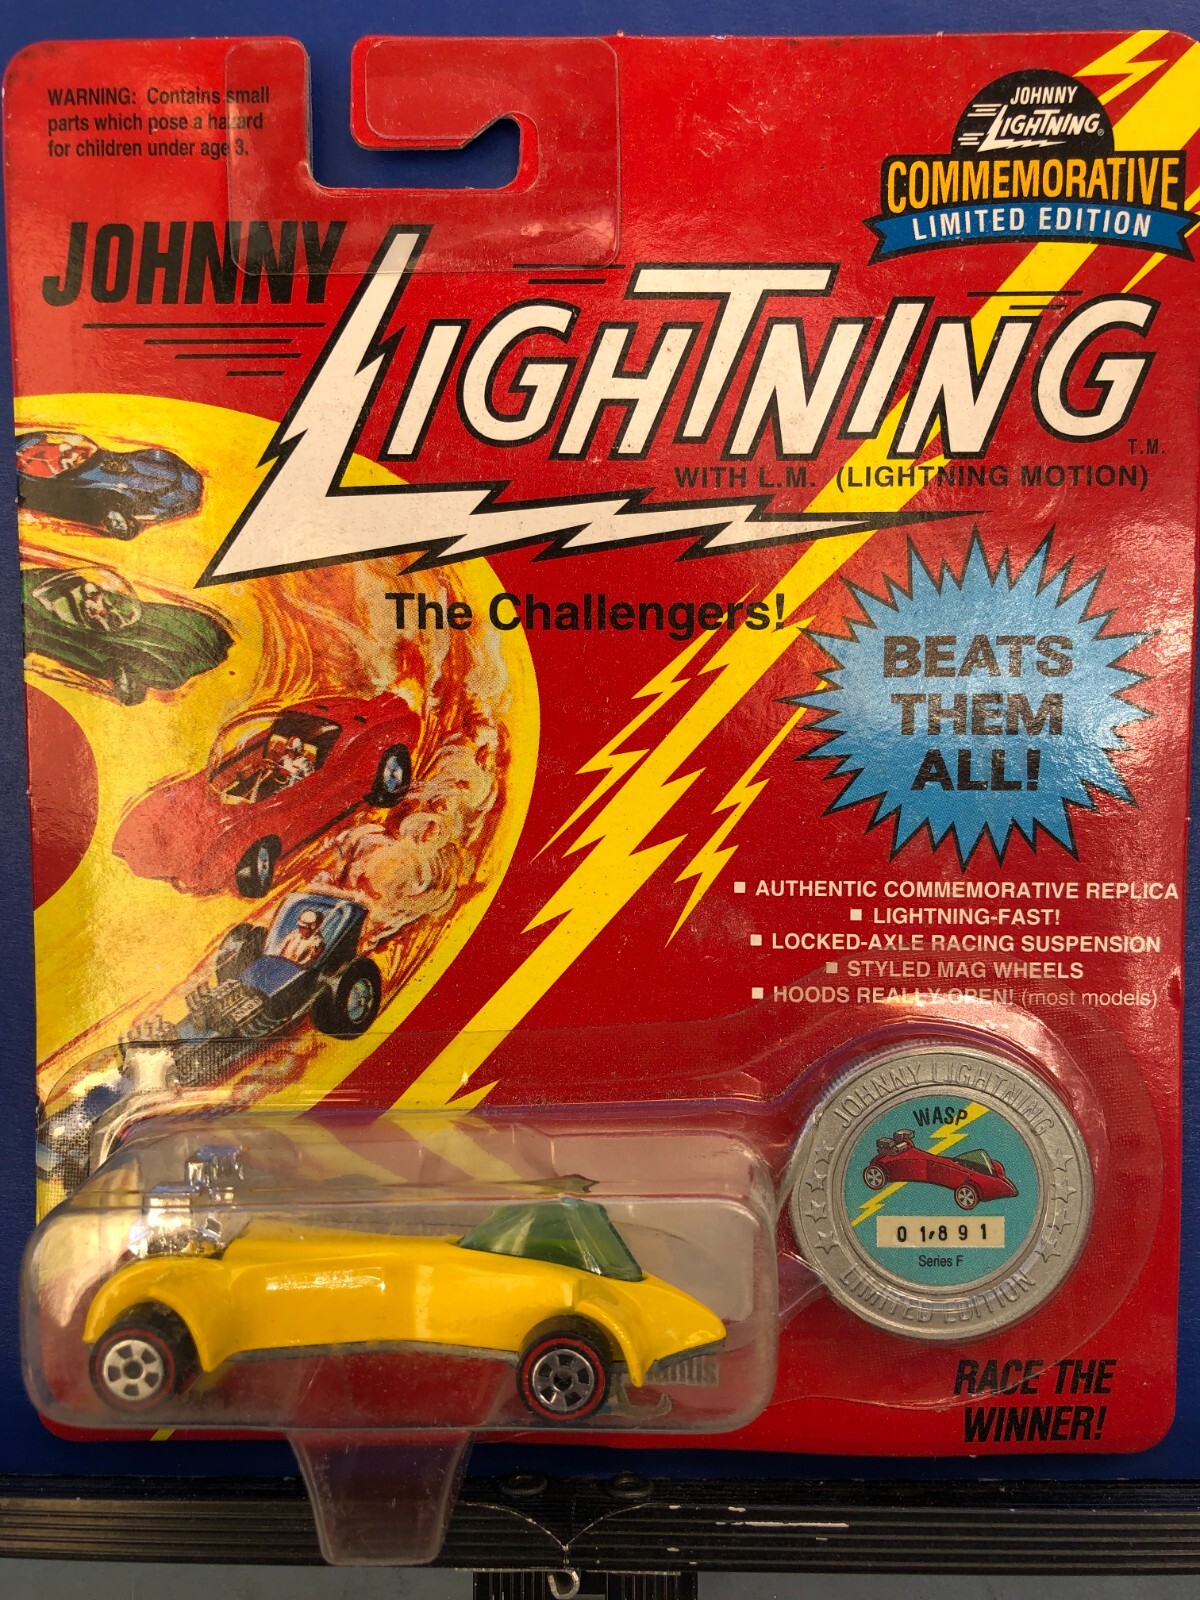 WARNING: Contains small
parts which pose a hazard
for children under age 3.
JOHNNY
LIGHTNING®
COMMEMORATIVE
LIMITED EDITION
JOHNNY
LIGHTNING
T.M.
WITH L.M. (LIGHTNING MOTION)
The Challengers!
BEATS
THEM
ALL!
▪ AUTHENTIC COMMEMORATIVE REPLICA
▪ LIGHTNING-FAST!
▪ LOCKED-AXLE RACING SUSPENSION
▪ STYLED MAG WHEELS
▪ HOODS REALLY OPEN! (most models)
JOHNNY LIGHTNING
WASP
01,891
Series F
LIMITED EDITION
RACE THE
WINNER!